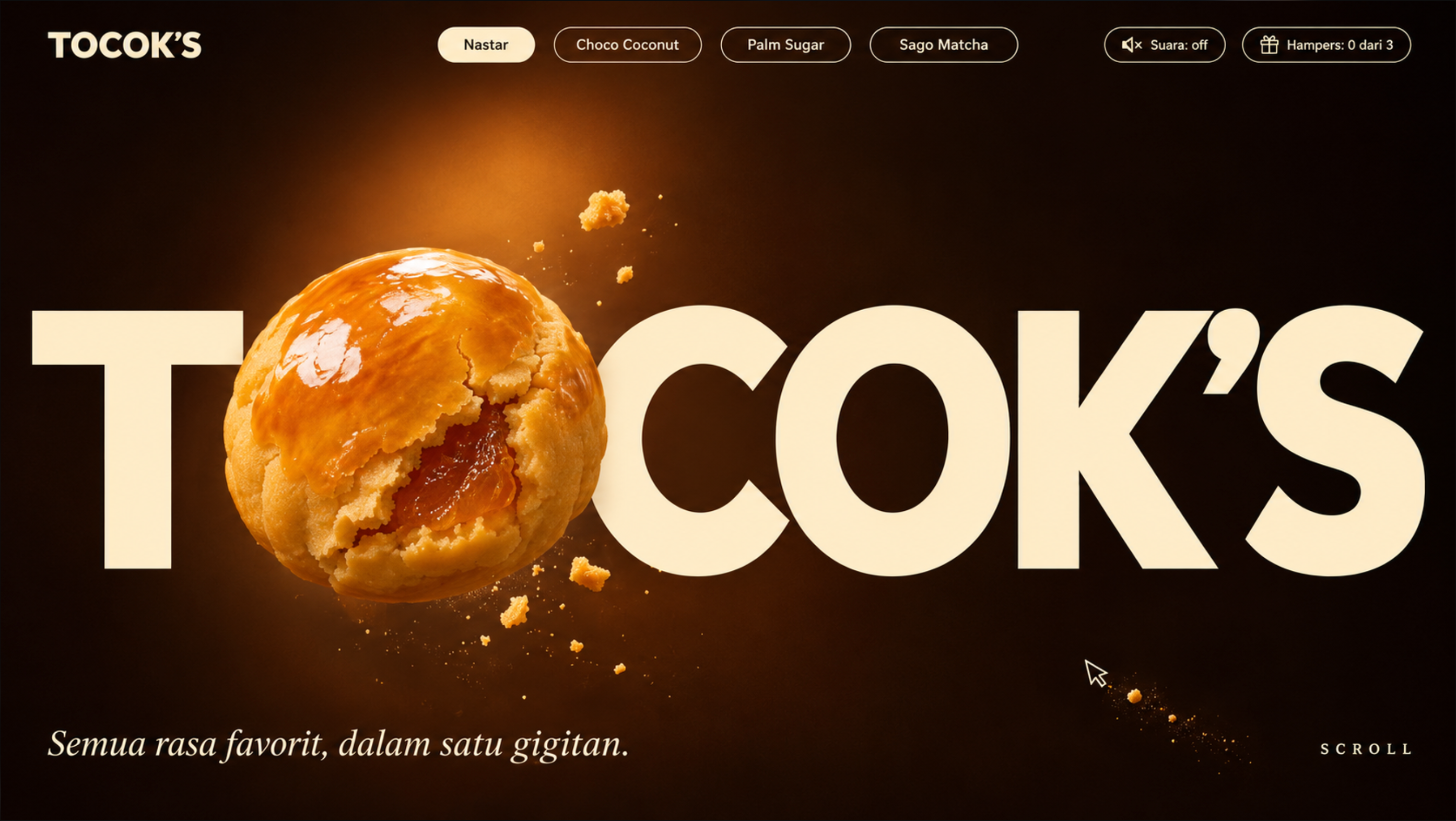 TOCOK'S
Nastar
Choco Coconut
Palm Sugar
Sago Matcha
Suara: off
Hampers: 0 dari 3
T COK'S
Semua rasa favorit, dalam satu gigitan.
SCROLL